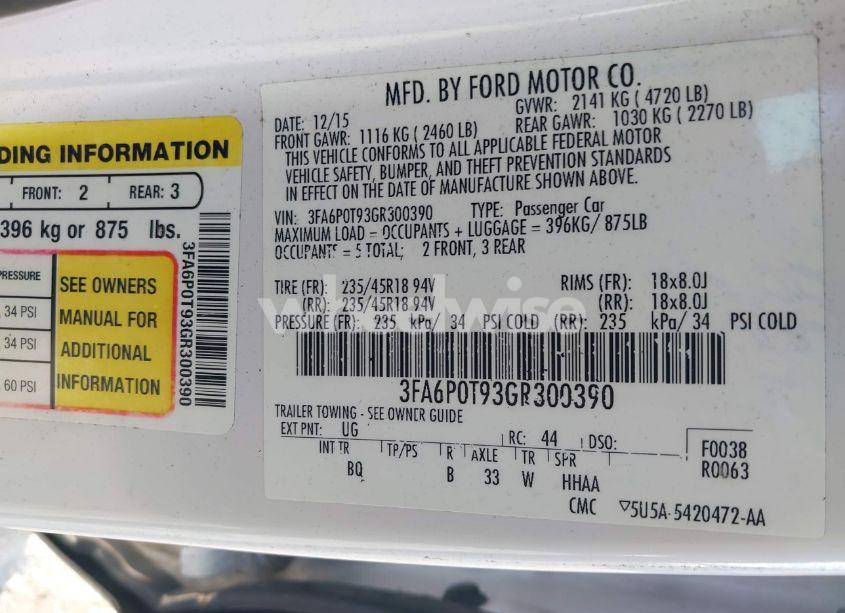 DING INFORMATION
FRONT: 2 REAR: 3
396 kg or 875 lbs.
PRESSURE
34 PSI
34 PSI
60 PSI
SEE OWNERS
MANUAL FOR
ADDITIONAL
INFORMATION
3FA6P0T93GR300390
MFD. BY FORD MOTOR CO.
DATE: 12/15 GVWR: 2141 KG ( 4720 LB)
FRONT GAWR: 1116 KG ( 2460 LB) REAR GAWR: 1030 KG ( 2270 LB)
THIS VEHICLE CONFORMS TO ALL APPLICABLE FEDERAL MOTOR
VEHICLE SAFETY, BUMPER, AND THEFT PREVENTION STANDARDS
IN EFFECT ON THE DATE OF MANUFACTURE SHOWN ABOVE.
VIN: 3FA6P0T93GR300390 TYPE: Passenger Car
MAXIMUM LOAD = OCCUPANTS + LUGGAGE = 396KG/ 875LB
OCCUPANTS = 5 TOTAL; 2 FRONT, 3 REAR
TIRE (FR): 235/45R18 94V RIMS (FR): 18x8.0J
(RR): 235/45R18 94V (RR): 18x8.0J
PRESSURE (FR): 235 kPa/ 34 PSI COLD (RR): 235 kPa/ 34 PSI COLD
3FA6P0T93GR300390
TRAILER TOWING - SEE OWNER GUIDE
EXT PNT: UG RC: 44 DSO: F0038
INT TR TP/PS R AXLE TR SPR R0063
BQ B 33 W HHAA
CMC ▽5U5A-5420472-AA